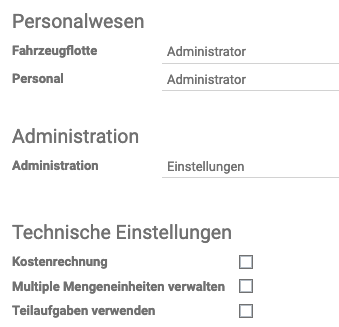 Personalwesen
Fahrzeugflotte Administrator
Personal Administrator
Administration
Administration Einstellungen
Technische Einstellungen
Kostenrechnung
Multiple Mengeneinheiten verwalten
Teilaufgaben verwenden